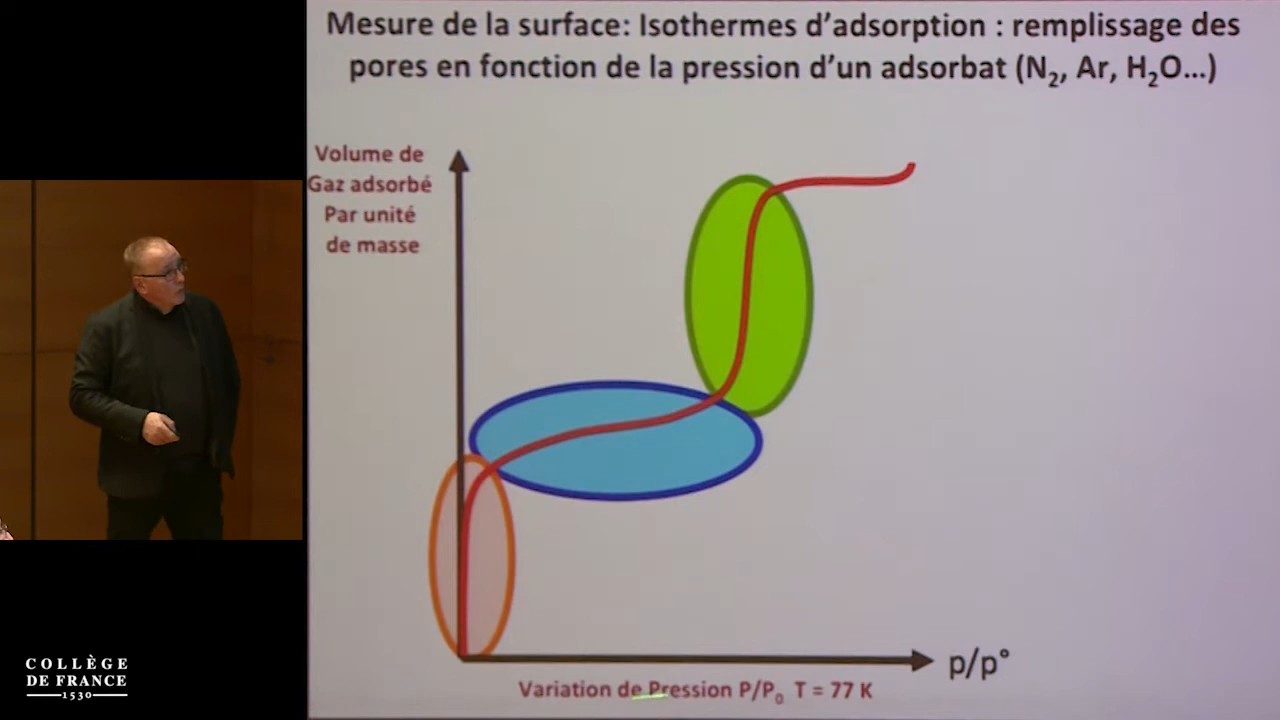 Mesure de la surface: Isothermes d'adsorption : remplissage des
pores en fonction de la pression d'un adsorbat (N₂, Ar, H₂O...)
Volume de
Gaz adsorbé
Par unité
de masse
p/p°
Variation de Pression P/P₀ T = 77 K
COLLÈGE
DE FRANCE
1530